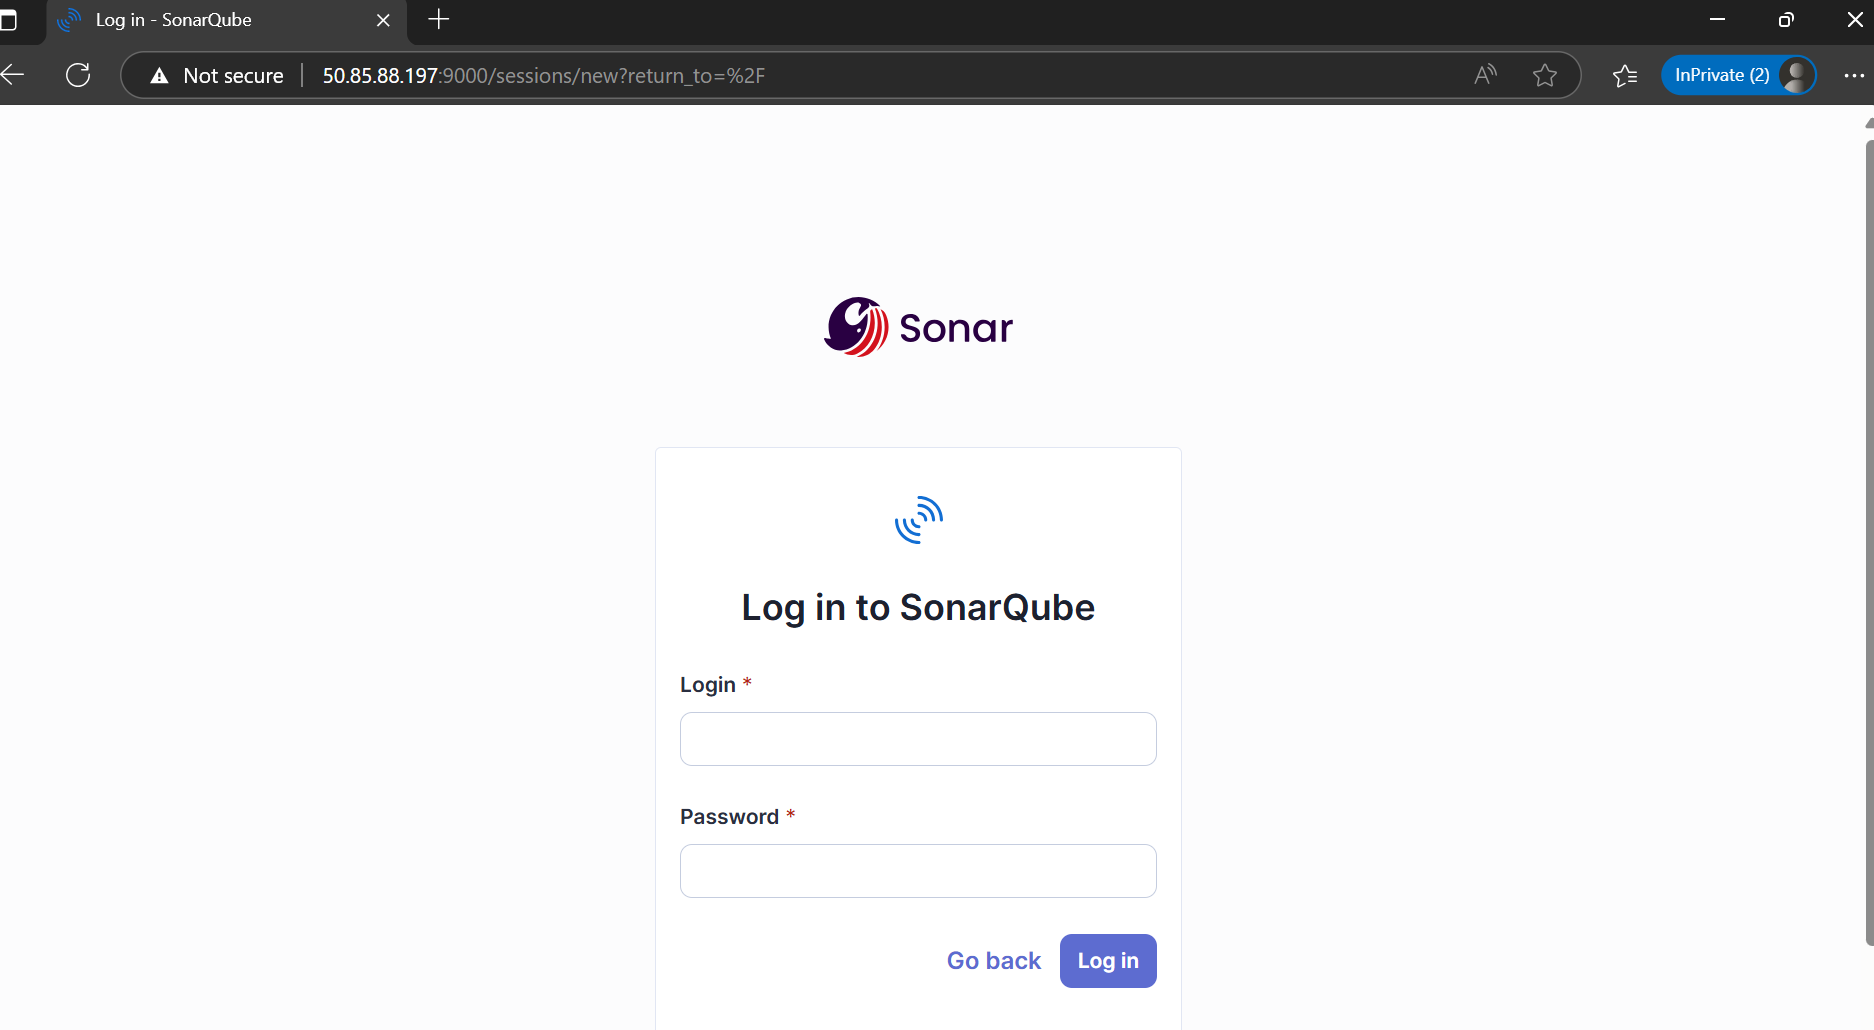 Log in - SonarQube
Not secure 50.85.88.197:9000/sessions/new?return_to=%2F InPrivate (2)
Sonar
Log in to SonarQube
Login *
Password *
Go back Log in